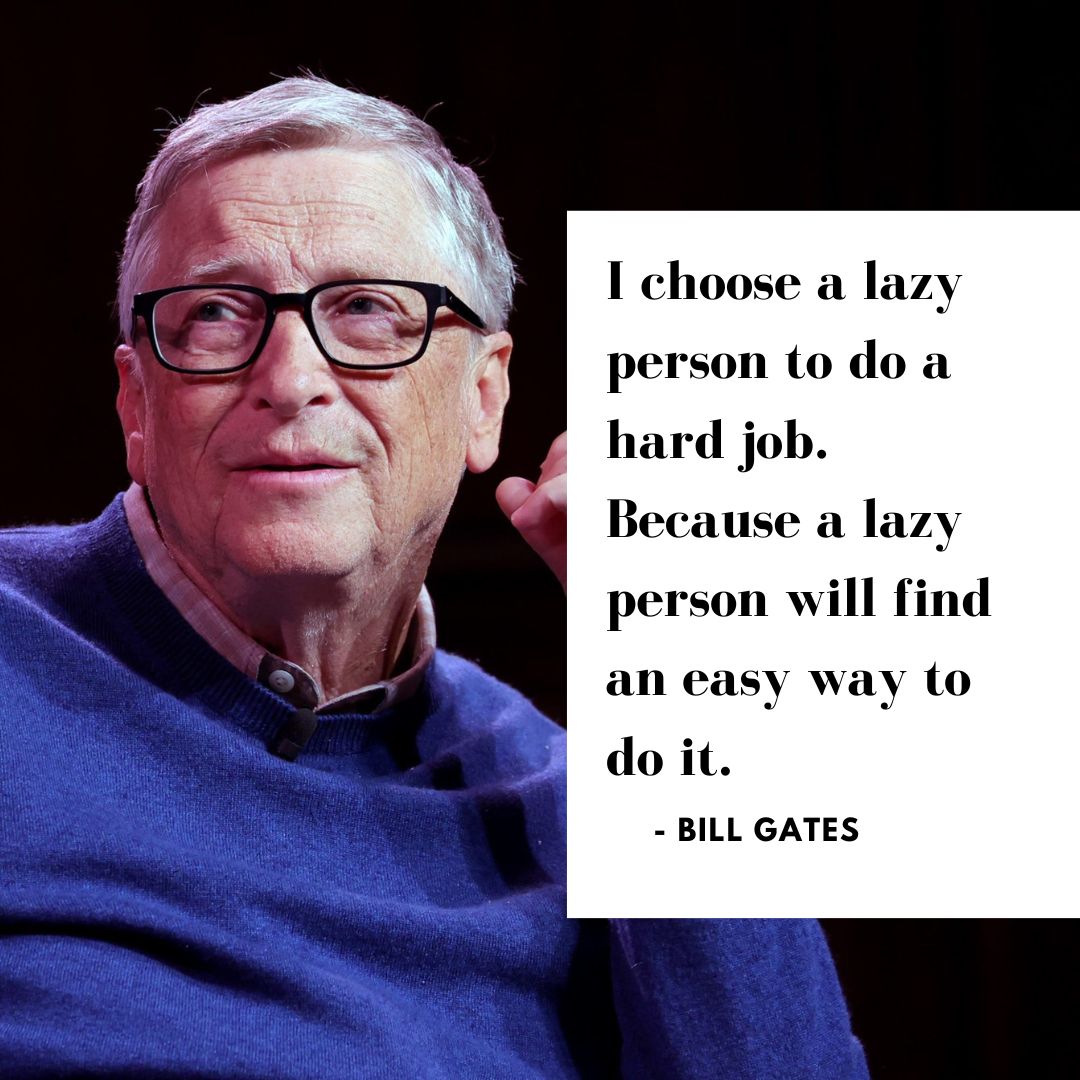 I choose a lazy
person to do a
hard job.
Because a lazy
person will find
an easy way to
do it.
- BILL GATES